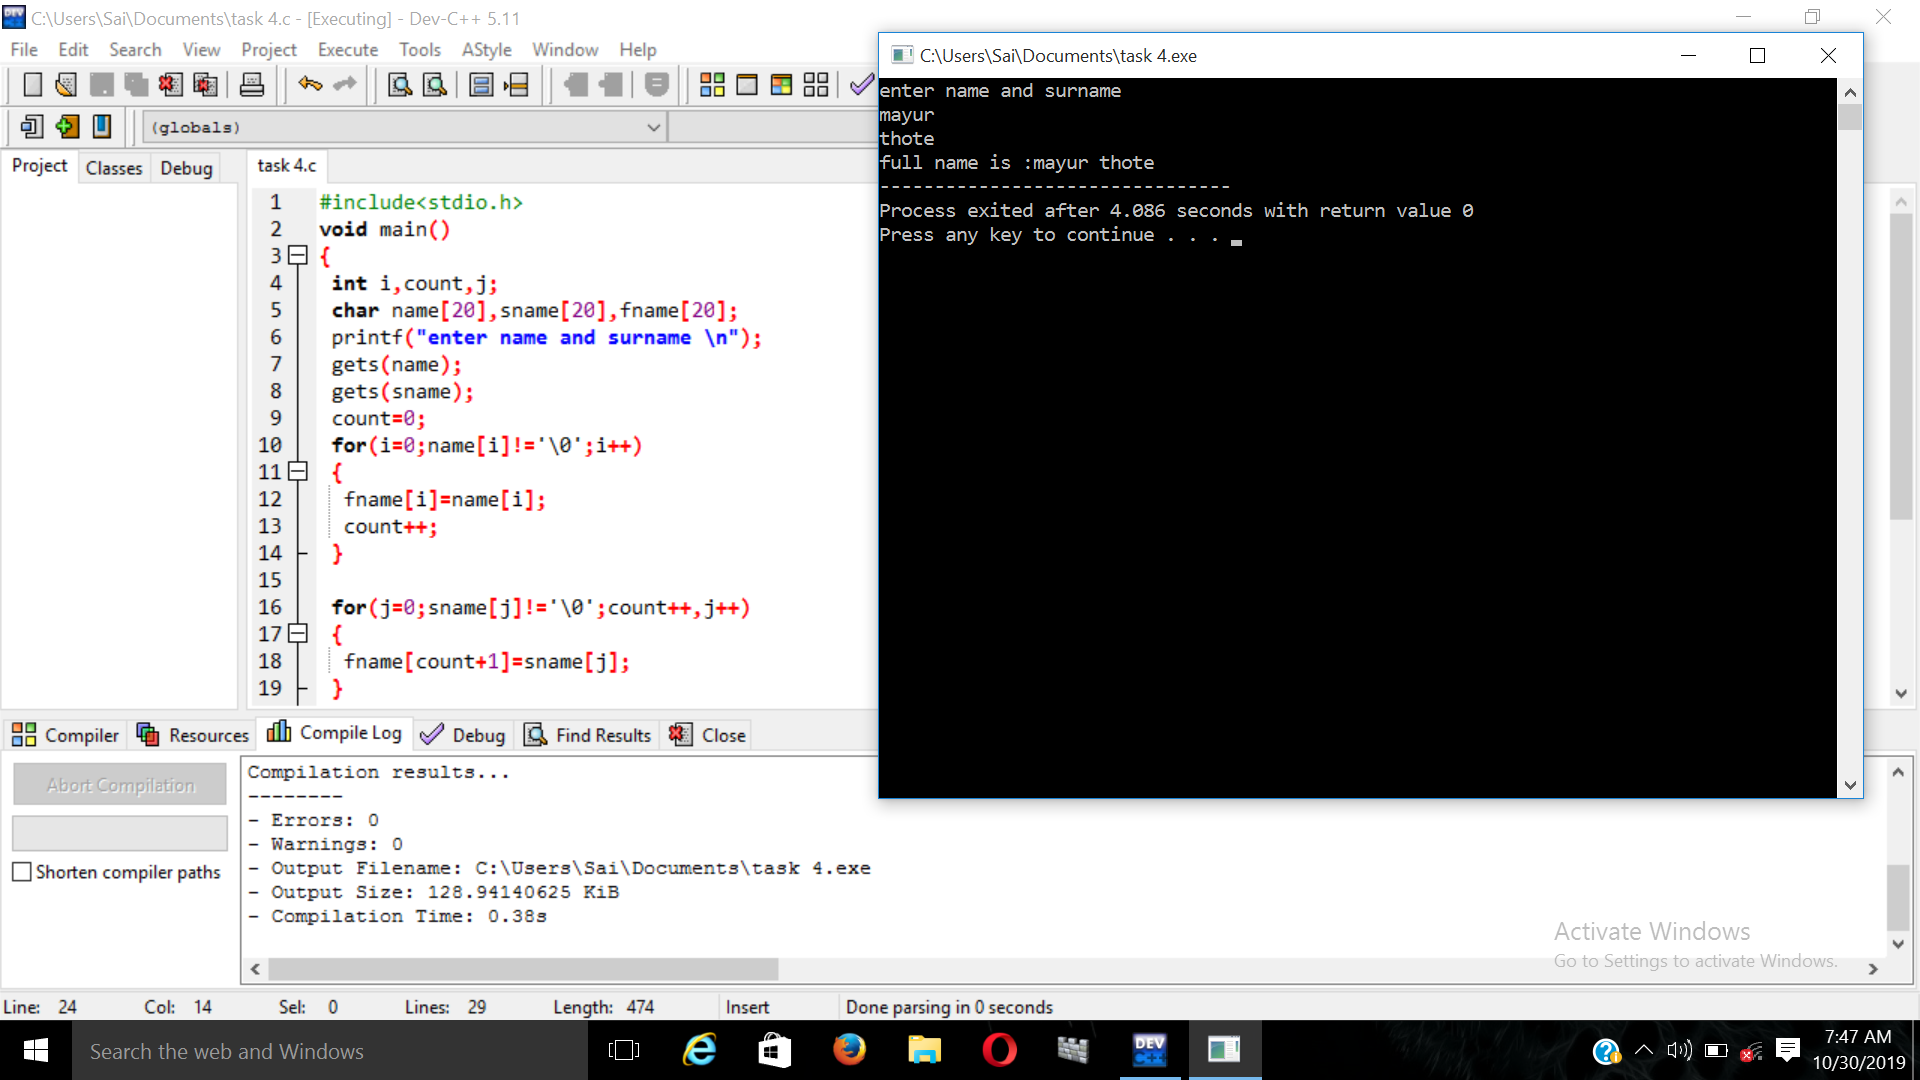 C:\Users\Sai\Documents\task 4.c - [Executing] - Dev-C++ 5.11
File Edit Search View Project Execute Tools AStyle Window Help
(globals)
Project Classes Debug
task 4.c
1 #include<stdio.h>
2 void main()
3 {
4 int i,count,j;
5 char name[20],sname[20],fname[20];
6 printf("enter name and surname \n");
7 gets(name);
8 gets(sname);
9 count=0;
10 for(i=0;name[i]!='\0';i++)
11 {
12 fname[i]=name[i];
13 count++;
14 }
15
16 for(j=0;sname[j]!='\0';count++,j++)
17 {
18 fname[count+1]=sname[j];
19 }
C:\Users\Sai\Documents\task 4.exe
enter name and surname
mayur
thote
full name is :mayur thote
--------------------------------
Process exited after 4.086 seconds with return value 0
Press any key to continue . . .
Compiler Resources Compile Log Debug Find Results Close
Abort Compilation
Shorten compiler paths
Compilation results...
--------
- Errors: 0
- Warnings: 0
- Output Filename: C:\Users\Sai\Documents\task 4.exe
- Output Size: 128.94140625 KiB
- Compilation Time: 0.38s
Activate Windows
Go to Settings to activate Windows.
Line: 24 Col: 14 Sel: 0 Lines: 29 Length: 474 Insert Done parsing in 0 seconds
Search the web and Windows
DEV
C++
7:47 AM
10/30/2019